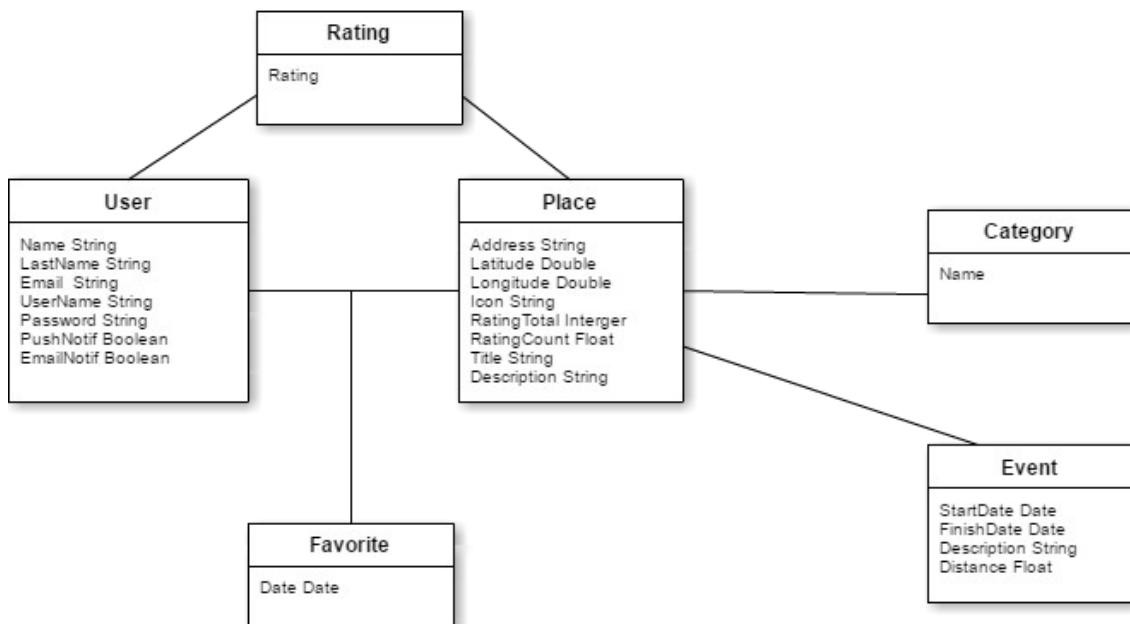 Rating
Rating
User
Name String
LastName String
Email String
UserName String
Password String
PushNotif Boolean
EmailNotif Boolean
Place
Address String
Latitude Double
Longitude Double
Icon String
RatingTotal Interger
RatingCount Float
Title String
Description String
Category
Name
Event
StartDate Date
FinishDate Date
Description String
Distance Float
Favorite
Date Date